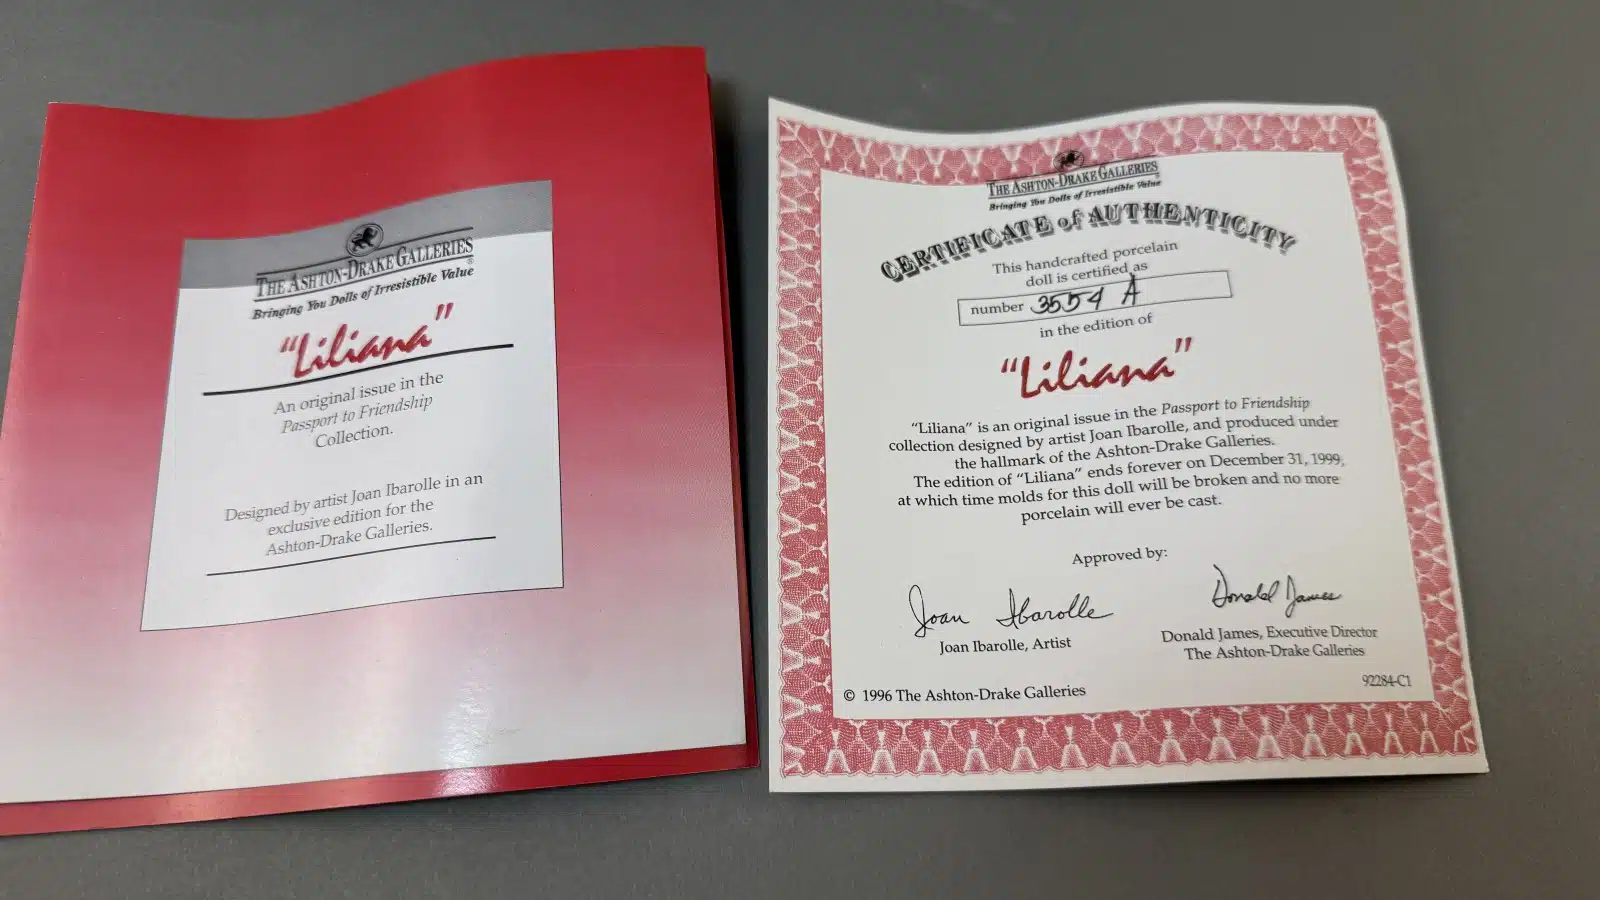 THE ASHTON-DRAKE GALLERIES®
Bringing You Dolls of Irresistible Value
"Liliana"
An original issue in the
Passport to Friendship
Collection.
Designed by artist Joan Ibarolle in an
exclusive edition for the
Ashton-Drake Galleries.
THE ASHTON-DRAKE GALLERIES
Bringing You Dolls of Irresistible Value
CERTIFICATE of AUTHENTICITY
This handcrafted porcelain
doll is certified as
number 3554 A
in the edition of
"Liliana"
"Liliana" is an original issue in the Passport to Friendship
collection designed by artist Joan Ibarolle, and produced under
the hallmark of the Ashton-Drake Galleries.
The edition of "Liliana" ends forever on December 31, 1999,
at which time molds for this doll will be broken and no more
porcelain will ever be cast.
Approved by:
Joan Ibarolle
Donald James
Joan Ibarolle, Artist
Donald James, Executive Director
The Ashton-Drake Galleries
© 1996 The Ashton-Drake Galleries
92284-C1